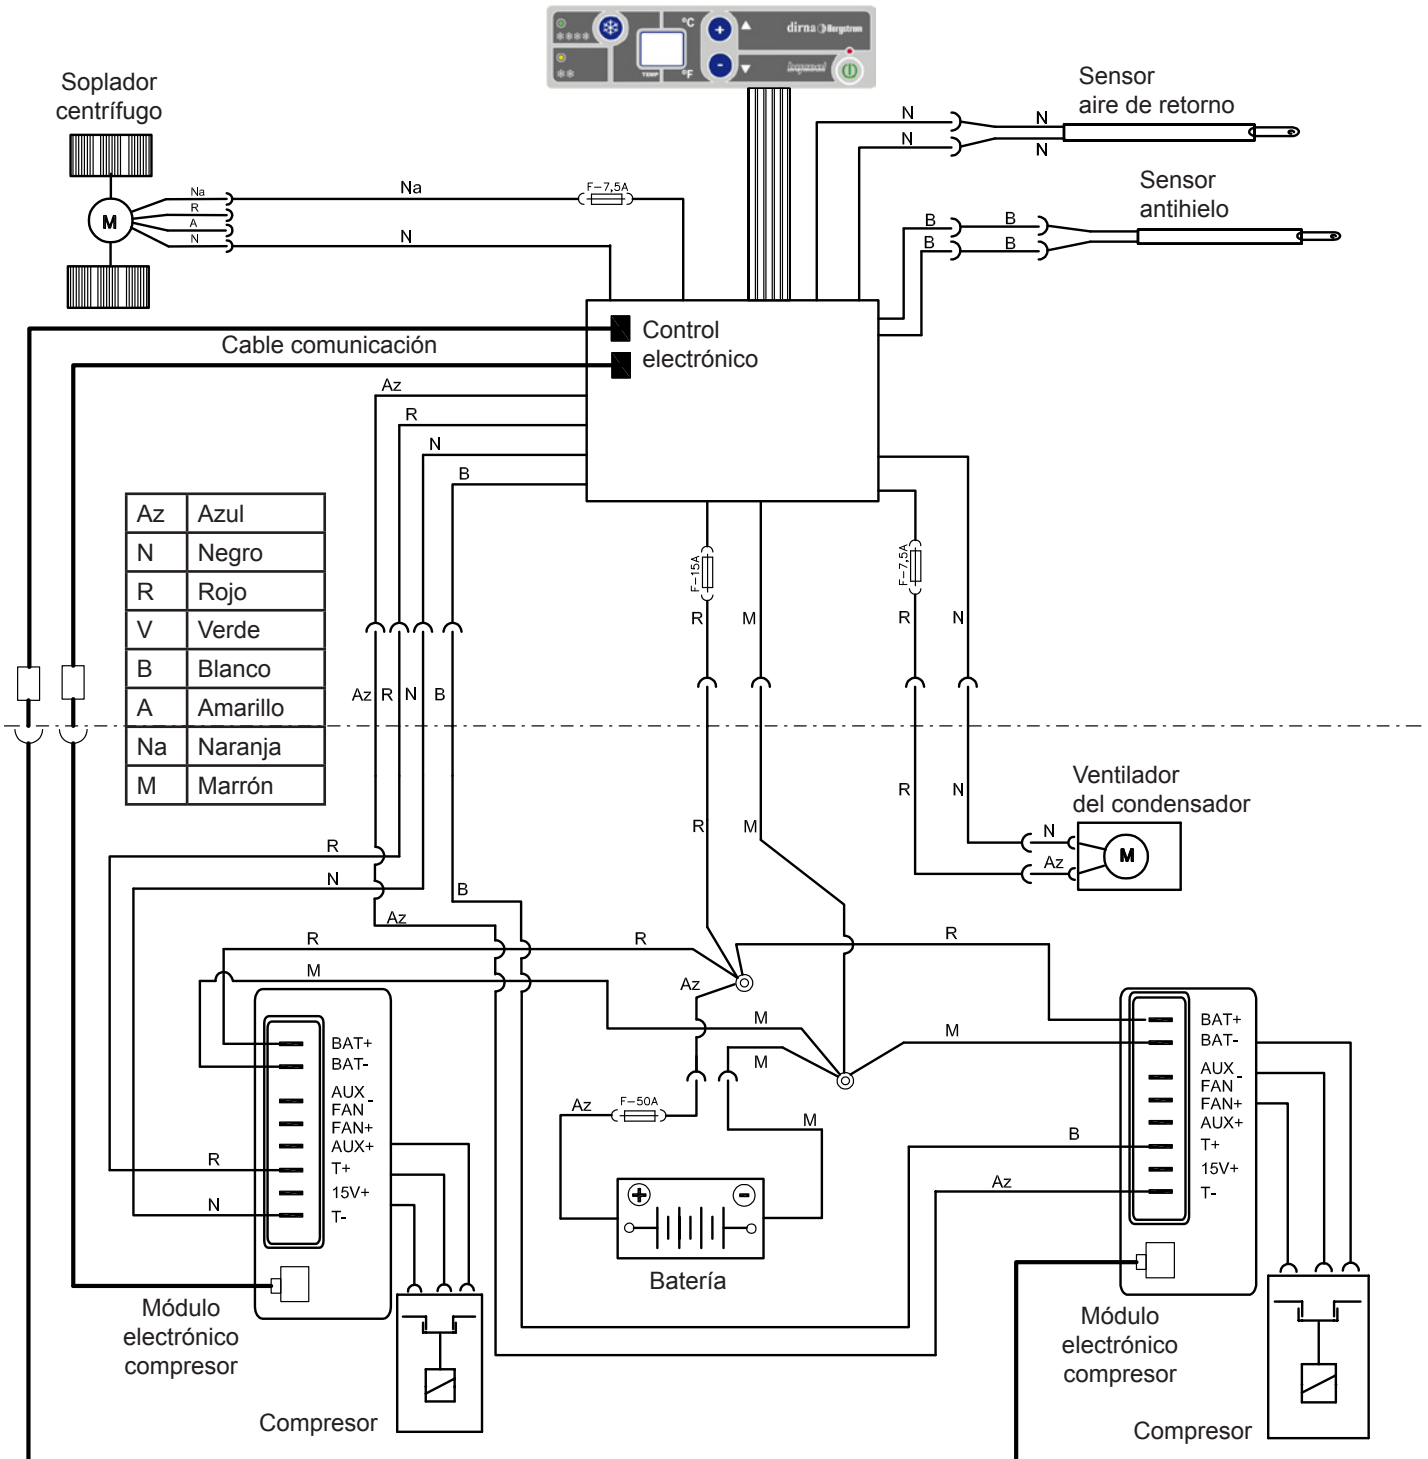 °C
+
dirna Bergstrom
TEMP
°F
-
Soplador
centrífugo
Sensor
aire de retorno
N
N
N
N
Sensor
antihielo
Na
R
A
N
M
Na
F-7,5A
N
B
B
B
B
Cable comunicación
Control
electrónico
Az
R
N
B
Az Azul
N Negro
R Rojo
V Verde
B Blanco
A Amarillo
Na Naranja
M Marrón
F-15A
F-7,5A
R
M
R
N
Az
R
N
B
R
N
R
M
Ventilador
del condensador
N
Az
M
R
N
B
Az
R
R
R
M
Az
M
M
M
BAT+
BAT-
AUX
FAN -
FAN+
AUX+
T+
15V+
T-
R
N
Az
F-50A
M
+
-
Batería
BAT+
BAT-
AUX
FAN -
FAN+
AUX+
T+
15V+
T-
B
Az
Módulo
electrónico
compresor
Compresor
Módulo
electrónico
compresor
Compresor